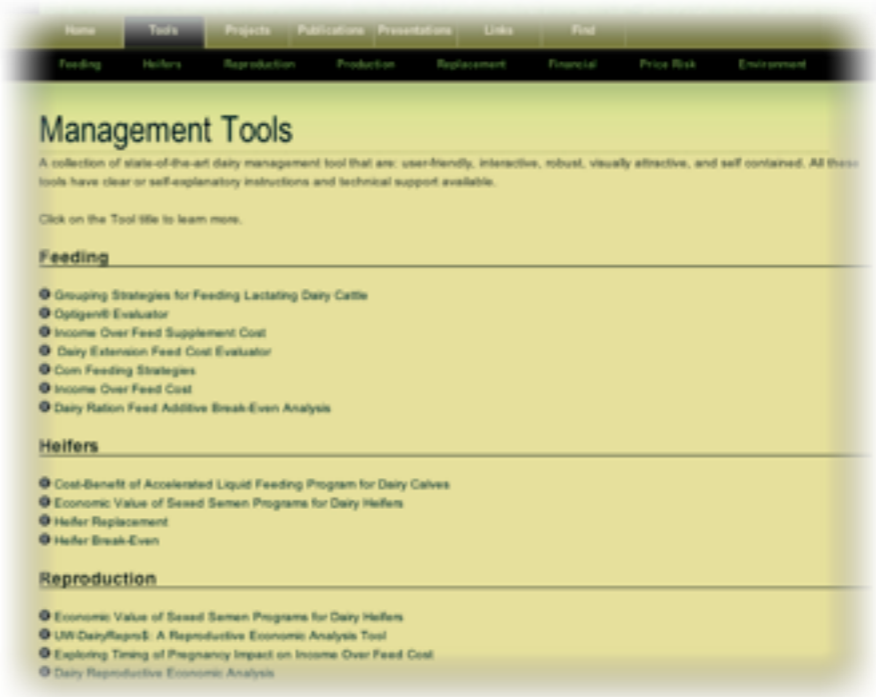 Home Tools Projects Publications Presentations Links Find
Feeding Heifers Reproduction Production Replacement Financial Price Risk Environment
Management Tools
A collection of state-of-the-art dairy management tool that are: user-friendly, interactive, robust, visually attractive, and self contained. All these
tools have clear or self-explanatory instructions and technical support available.
Click on the Tool title to learn more.
Feeding
Grouping Strategies for Feeding Lactating Dairy Cattle
Optigen® Evaluator
Income Over Feed Supplement Cost
Dairy Extension Feed Cost Evaluator
Corn Feeding Strategies
Income Over Feed Cost
Dairy Ration Feed Additive Break-Even Analysis
Heifers
Cost-Benefit of Accelerated Liquid Feeding Program for Dairy Calves
Economic Value of Sexed Semen Programs for Dairy Heifers
Heifer Replacement
Heifer Break-Even
Reproduction
Economic Value of Sexed Semen Programs for Dairy Heifers
UW-DairyRepro$: A Reproductive Economic Analysis Tool
Exploring Timing of Pregnancy Impact on Income Over Feed Cost
Dairy Reproductive Economic Analysis